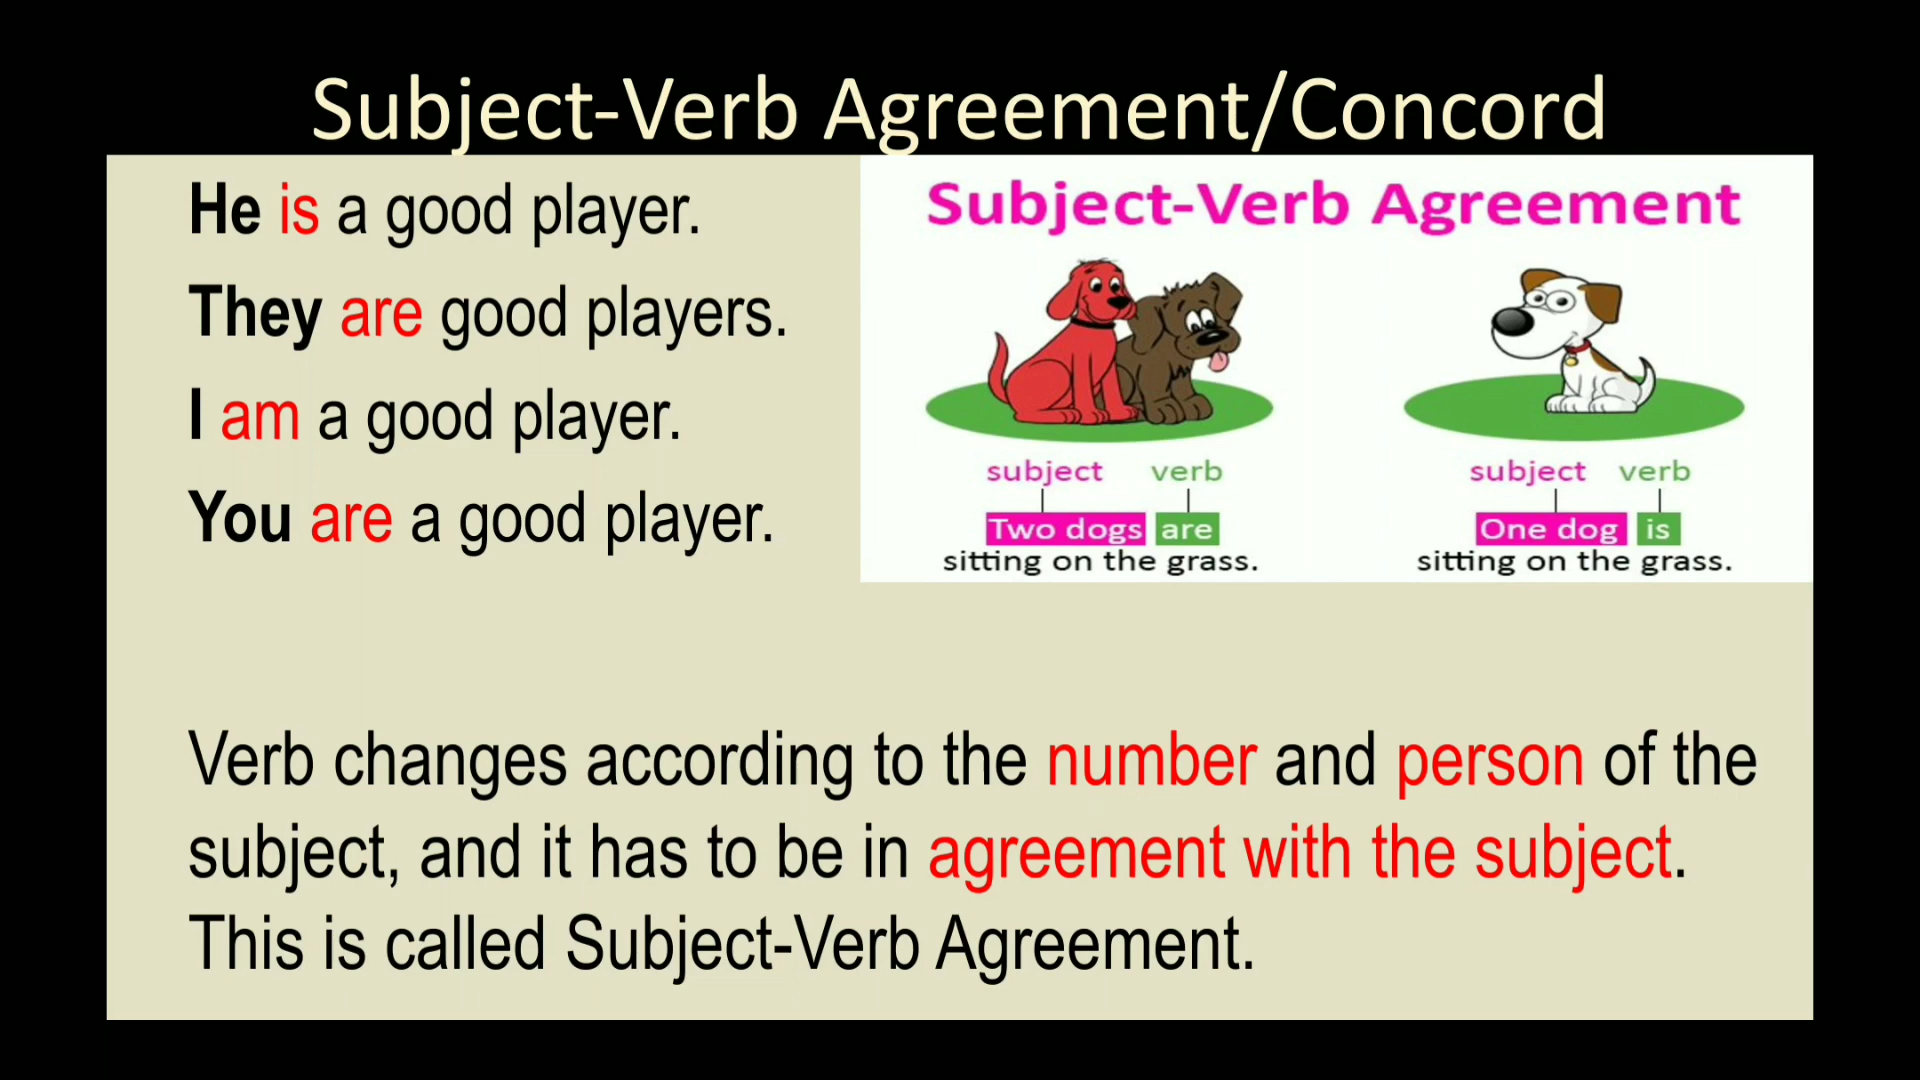 Subject-Verb Agreement/Concord
He is a good player.
They are good players.
I am a good player.
You are a good player.
Subject-Verb Agreement
subject verb
Two dogs are
sitting on the grass.
subject verb
One dog is
sitting on the grass.
Verb changes according to the number and person of the
subject, and it has to be in agreement with the subject.
This is called Subject-Verb Agreement.